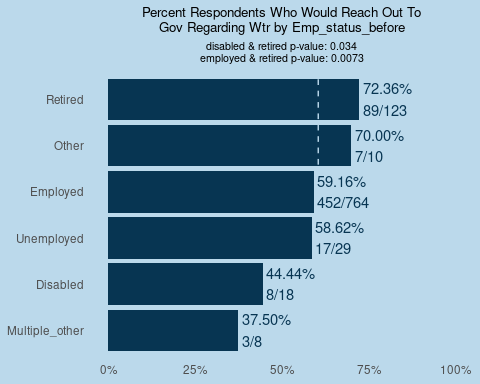 Percent Respondents Who Would Reach Out To
Gov Regarding Wtr by Emp_status_before
disabled & retired p-value: 0.034
employed & retired p-value: 0.0073
Retired
72.36%
89/123
Other
70.00%
7/10
Employed
59.16%
452/764
Unemployed
58.62%
17/29
Disabled
44.44%
8/18
Multiple_other
37.50%
3/8
0%
25%
50%
75%
100%